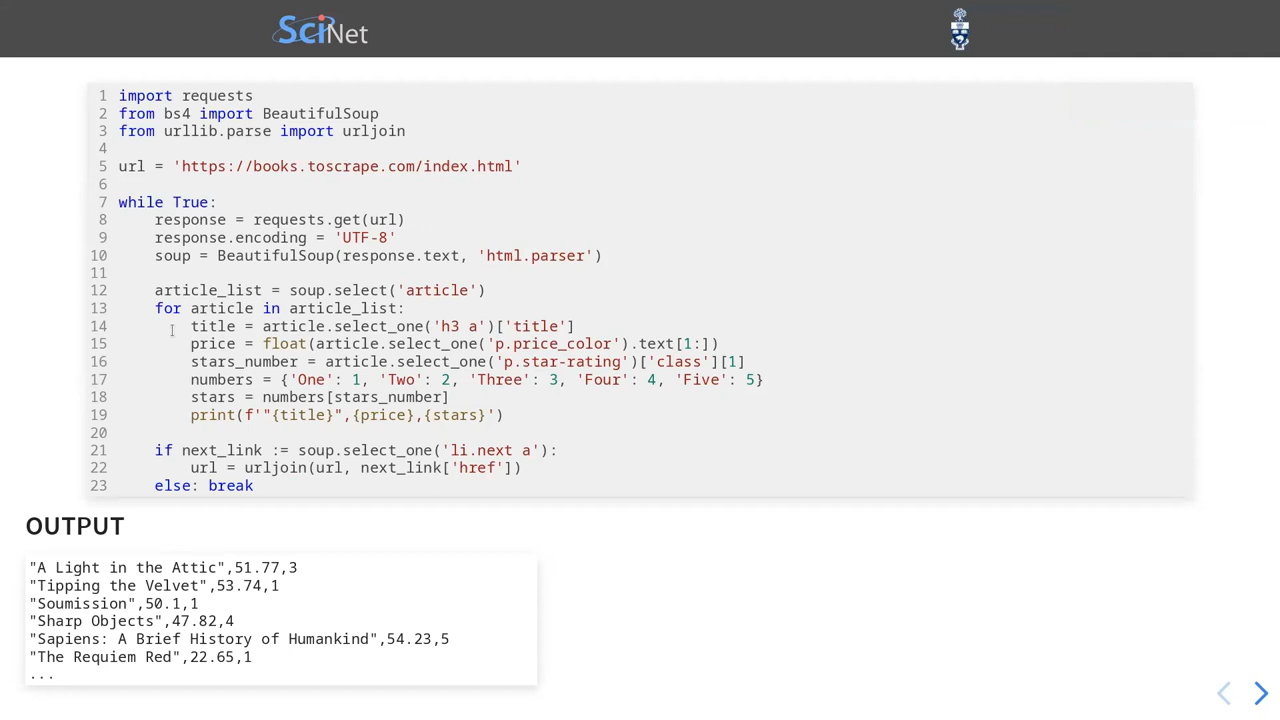 SciNet
1 import requests
2 from bs4 import BeautifulSoup
3 from urllib.parse import urljoin
4
5 url = 'https://books.toscrape.com/index.html'
6
7 while True:
8     response = requests.get(url)
9     response.encoding = 'UTF-8'
10     soup = BeautifulSoup(response.text, 'html.parser')
11
12     article_list = soup.select('article')
13     for article in article_list:
14         title = article.select_one('h3 a')['title']
15         price = float(article.select_one('p.price_color').text[1:])
16         stars_number = article.select_one('p.star-rating')['class'][1]
17         numbers = {'One': 1, 'Two': 2, 'Three': 3, 'Four': 4, 'Five': 5}
18         stars = numbers[stars_number]
19         print(f'"{title}",{price},{stars}')
20
21     if next_link := soup.select_one('li.next a'):
22         url = urljoin(url, next_link['href'])
23     else: break
OUTPUT
"A Light in the Attic",51.77,3
"Tipping the Velvet",53.74,1
"Soumission",50.1,1
"Sharp Objects",47.82,4
"Sapiens: A Brief History of Humankind",54.23,5
"The Requiem Red",22.65,1
...